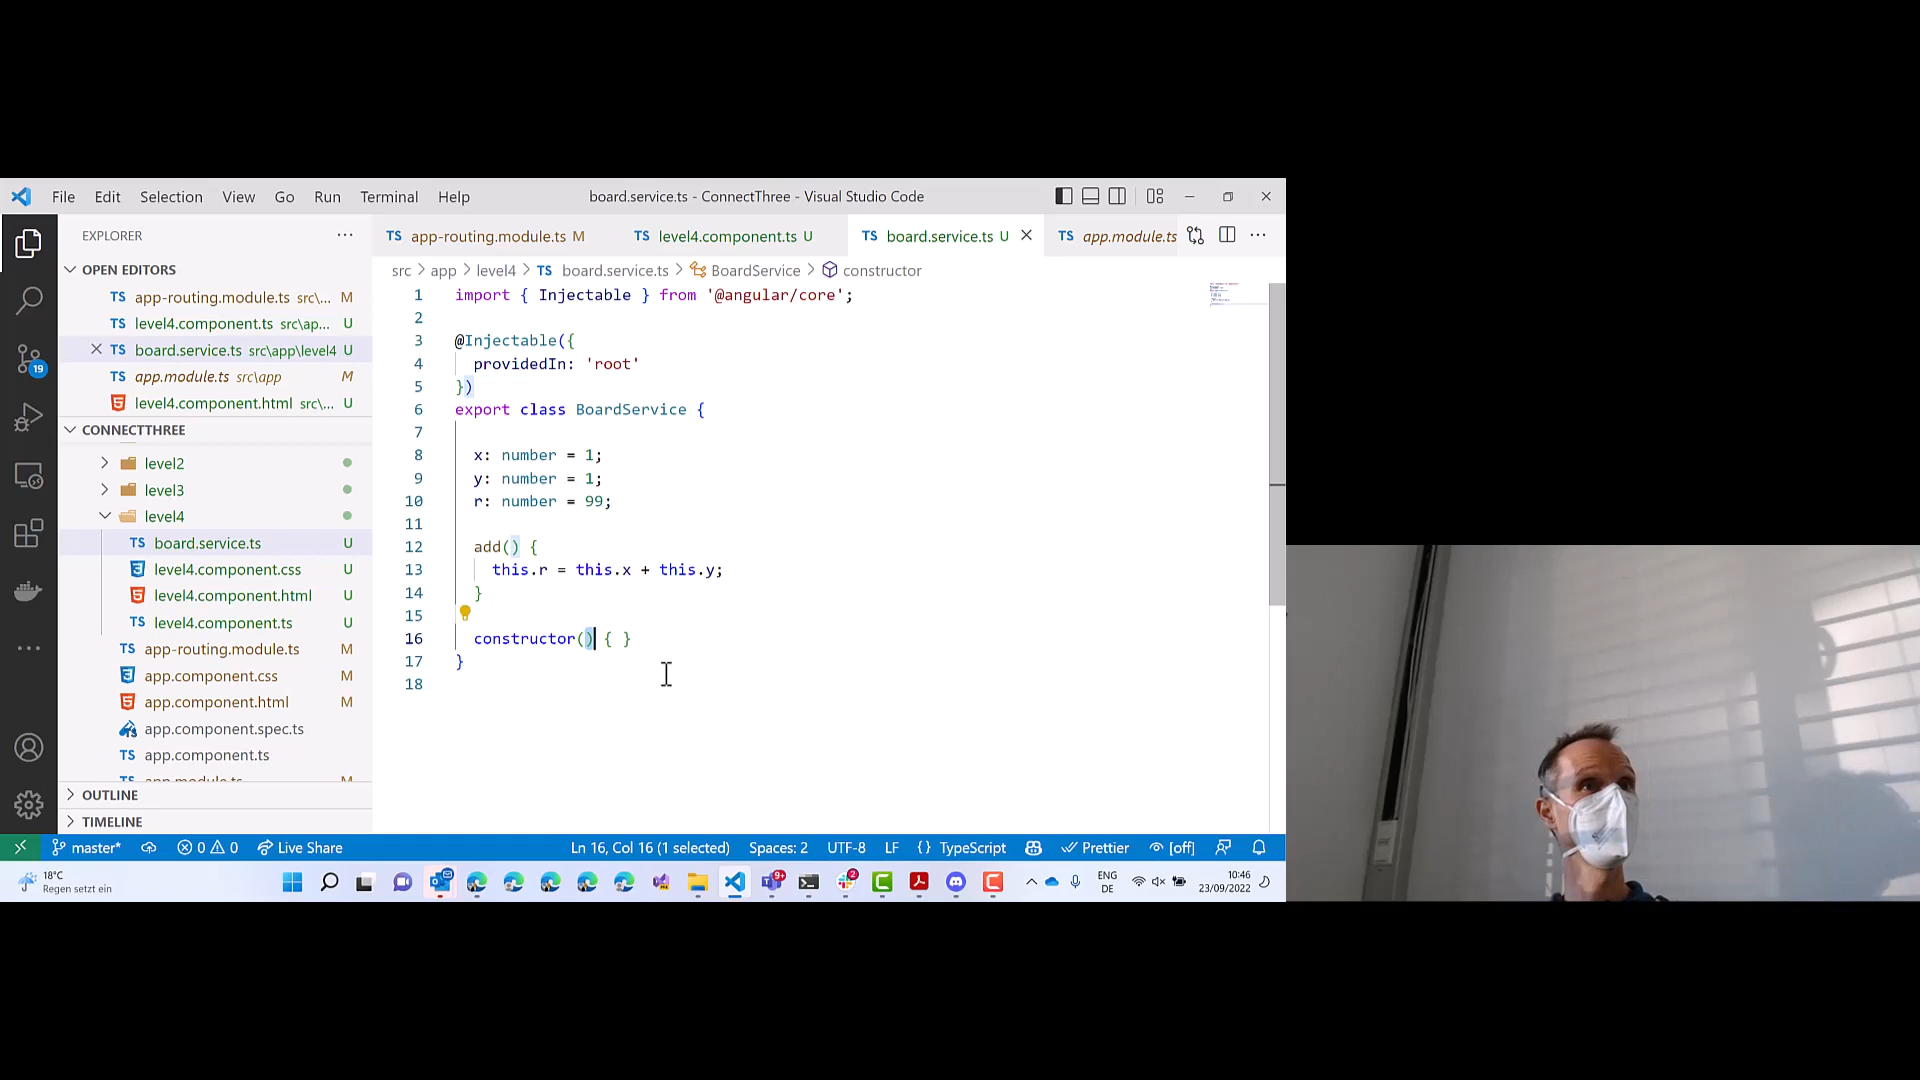 File Edit Selection View Go Run Terminal Help
board.service.ts - ConnectThree - Visual Studio Code
EXPLORER
OPEN EDITORS
TS app-routing.module.ts src\... M
TS level4.component.ts src\ap... U
TS board.service.ts src\app\level4 U
TS app.module.ts src\app M
level4.component.html src\... U
CONNECTTHREE
level2
level3
level4
TS board.service.ts U
level4.component.css U
level4.component.html U
TS level4.component.ts U
TS app-routing.module.ts M
app.component.css M
app.component.html M
app.component.spec.ts
TS app.component.ts
TS app.module.ts M
OUTLINE
TIMELINE
19
TS app-routing.module.ts M TS level4.component.ts U TS board.service.ts U TS app.module.ts
src > app > level4 > TS board.service.ts > BoardService > constructor
1 import { Injectable } from '@angular/core';
2
3 @Injectable({
4 providedIn: 'root'
5 })
6 export class BoardService {
7
8 x: number = 1;
9 y: number = 1;
10 r: number = 99;
11
12 add() {
13 this.r = this.x + this.y;
14 }
15
16 constructor() { }
17 }
18
master* 0 0 Live Share Ln 16, Col 16 (1 selected) Spaces: 2 UTF-8 LF {} TypeScript Prettier [off]
18°C
Regen setzt ein
9+
2
ENG
DE
10:46
23/09/2022